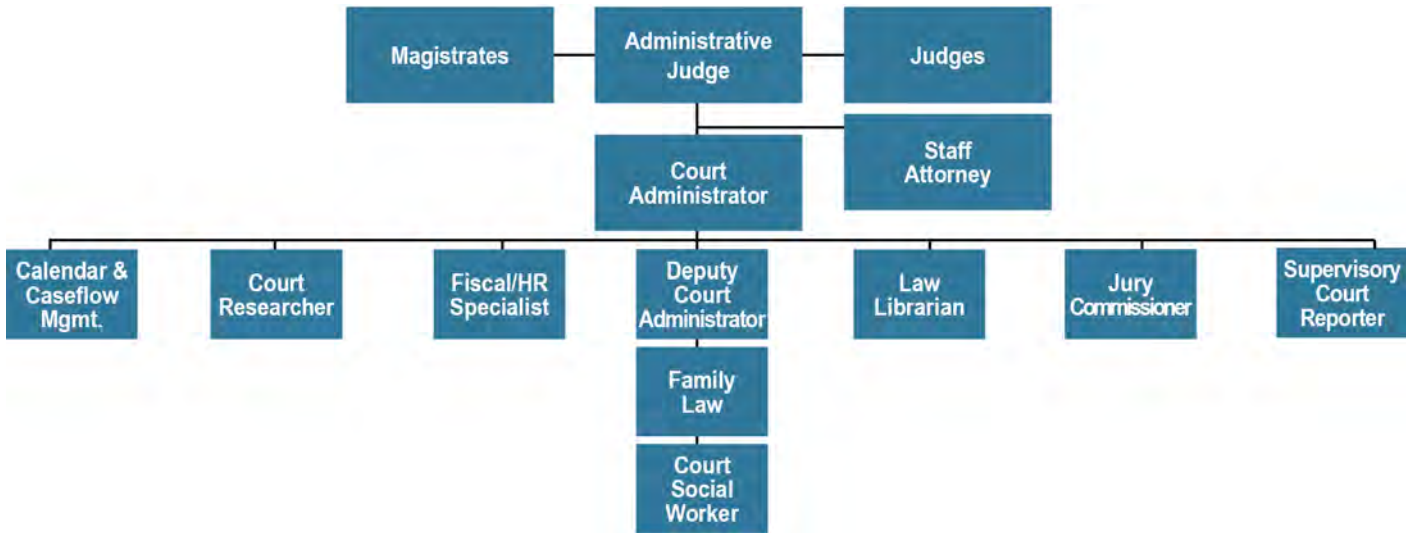 Magistrates
Administrative
Judge
Judges
Staff
Attorney
Court
Administrator
Calendar &
Caseflow
Mgmt.
Court
Researcher
Fiscal/HR
Specialist
Deputy
Court
Administrator
Law
Librarian
Jury
Commissioner
Supervisory
Court
Reporter
Family
Law
Court
Social
Worker